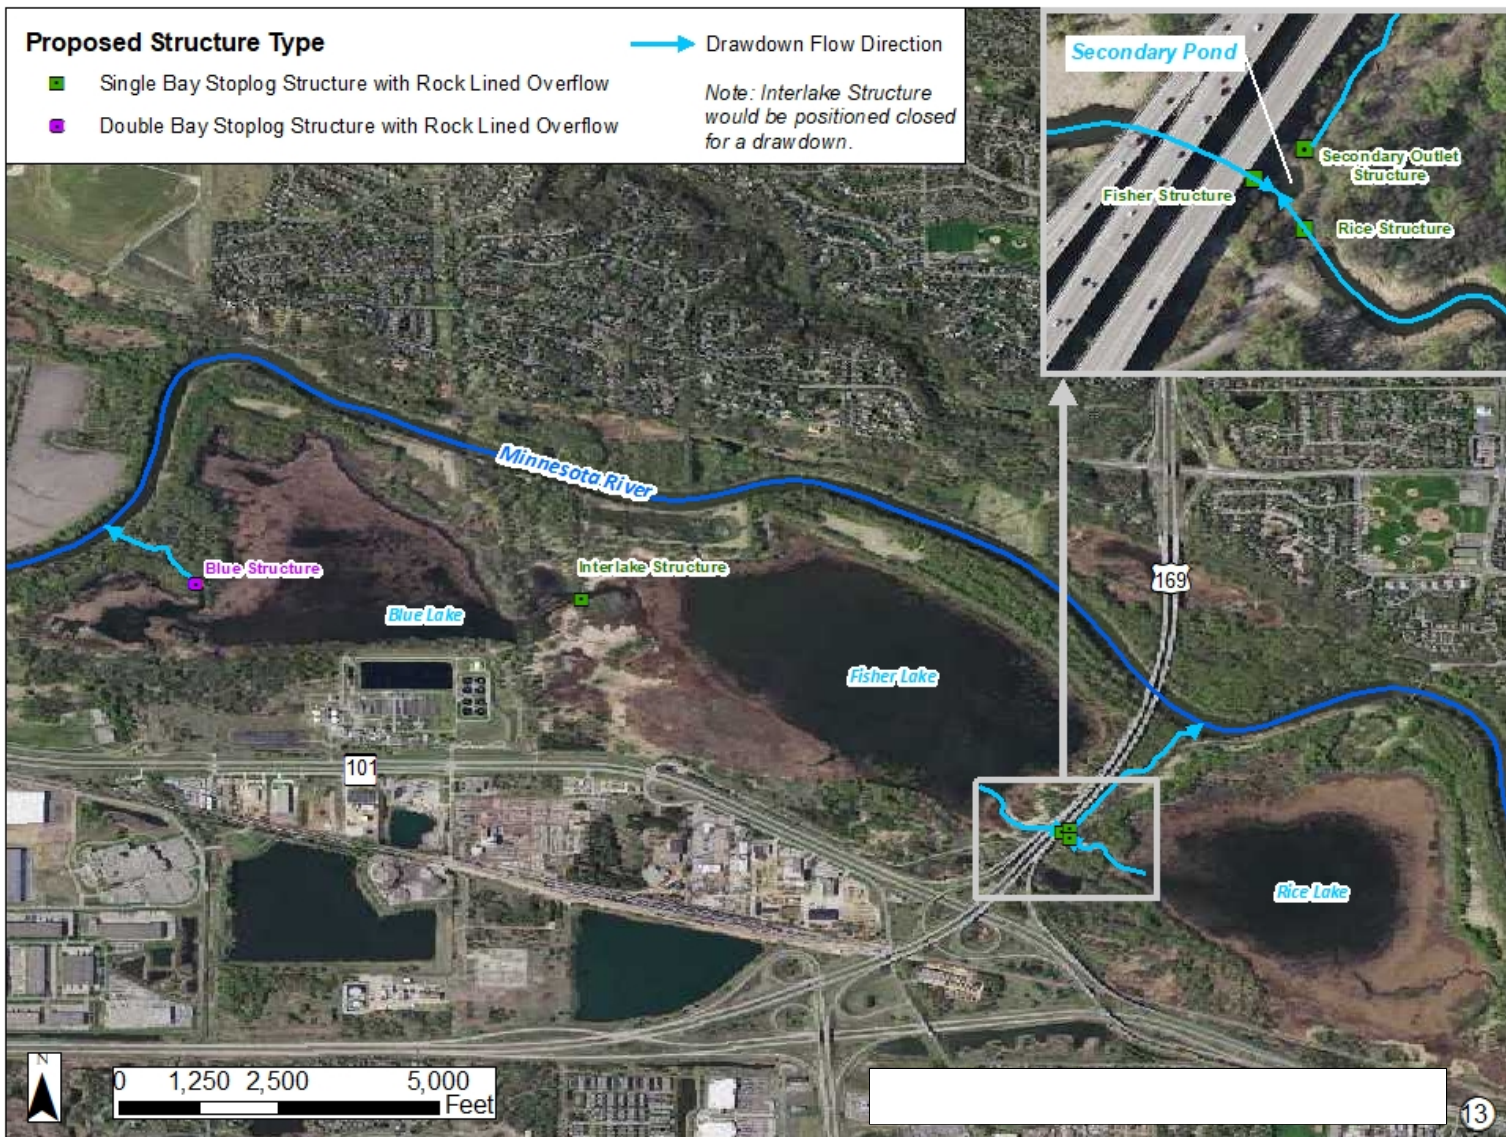 Proposed Structure Type
Single Bay Stoplog Structure with Rock Lined Overflow
Double Bay Stoplog Structure with Rock Lined Overflow
Drawdown Flow Direction
Note: Interlake Structure
would be positioned closed
for a drawdown.
Secondary Pond
Secondary Outlet
Structure
Fisher Structure
Rice Structure
Minnesota River
Blue Structure
Interlake Structure
169
Blue Lake
Fisher Lake
101
Rice Lake
N
0 1,250 2,500 5,000
Feet
13